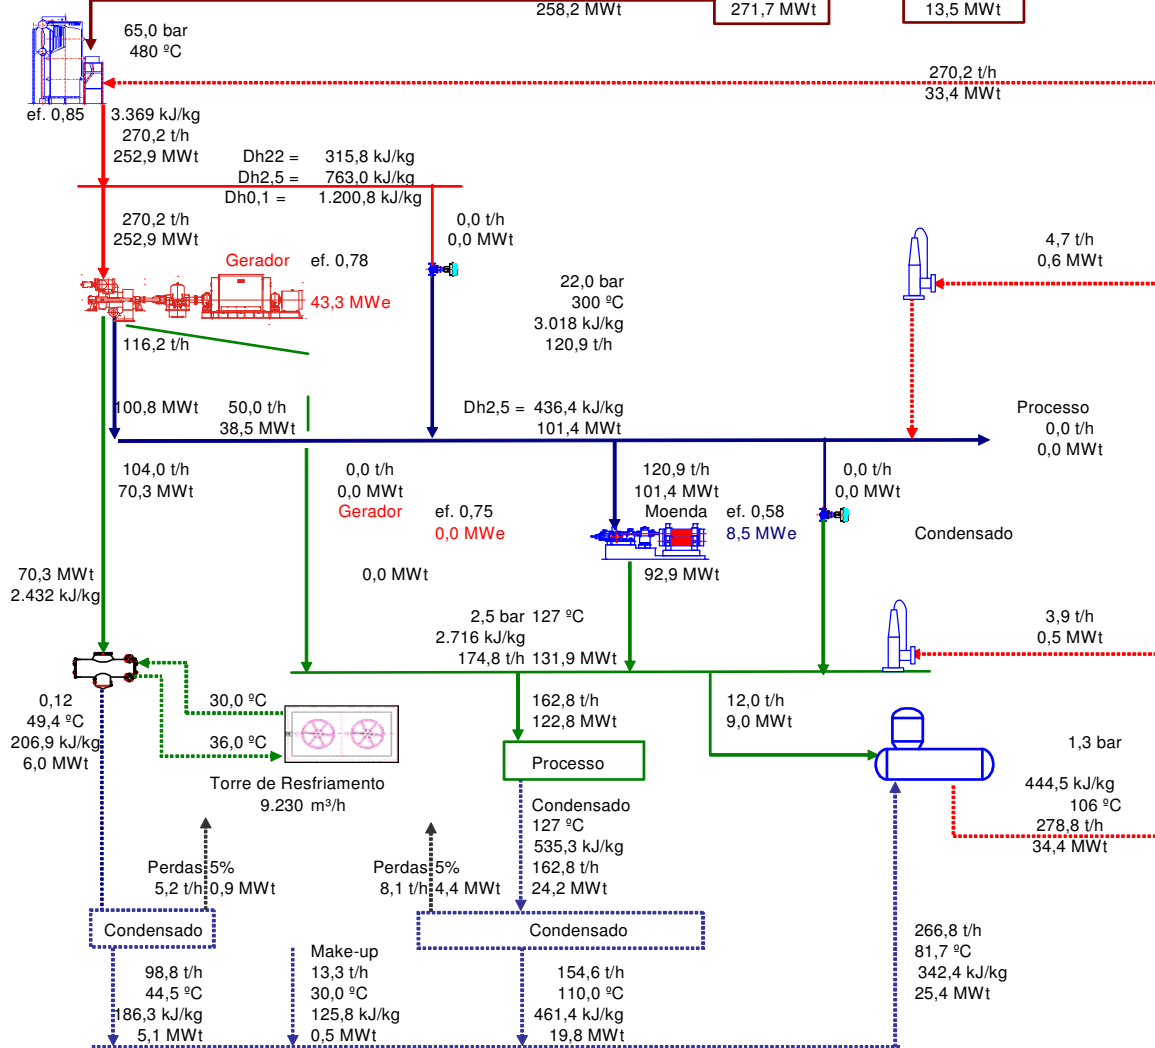 258,2 MWt
271,7 MWt
13,5 MWt
65,0 bar
480 ºC
270,2 t/h
33,4 MWt
ef. 0,85
3.369 kJ/kg
270,2 t/h
252,9 MWt
Dh22 = 315,8 kJ/kg
Dh2,5 = 763,0 kJ/kg
Dh0,1 = 1.200,8 kJ/kg
270,2 t/h
252,9 MWt
0,0 t/h
0,0 MWt
4,7 t/h
0,6 MWt
Gerador ef. 0,78
43,3 MWe
22,0 bar
300 ºC
3.018 kJ/kg
120,9 t/h
116,2 t/h
100,8 MWt
50,0 t/h
38,5 MWt
Dh2,5 = 436,4 kJ/kg
101,4 MWt
Processo
0,0 t/h
0,0 MWt
104,0 t/h
70,3 MWt
0,0 t/h
0,0 MWt
Gerador ef. 0,75
0,0 MWe
120,9 t/h
101,4 MWt
Moenda ef. 0,58
8,5 MWe
0,0 t/h
0,0 MWt
Condensado
70,3 MWt
2.432 kJ/kg
0,0 MWt
92,9 MWt
2,5 bar 127 ºC
2.716 kJ/kg
174,8 t/h 131,9 MWt
3,9 t/h
0,5 MWt
0,12
49,4 ºC
206,9 kJ/kg
6,0 MWt
30,0 ºC
36,0 ºC
Torre de Resfriamento
9.230 m³/h
162,8 t/h
122,8 MWt
12,0 t/h
9,0 MWt
Processo
1,3 bar
444,5 kJ/kg
106 ºC
278,8 t/h
34,4 MWt
Condensado
127 ºC
535,3 kJ/kg
162,8 t/h
24,2 MWt
Perdas 5%
5,2 t/h 0,9 MWt
Perdas 5%
8,1 t/h 4,4 MWt
Condensado
Condensado
266,8 t/h
81,7 ºC
342,4 kJ/kg
25,4 MWt
98,8 t/h
44,5 ºC
186,3 kJ/kg
5,1 MWt
Make-up
13,3 t/h
30,0 ºC
125,8 kJ/kg
0,5 MWt
154,6 t/h
110,0 ºC
461,4 kJ/kg
19,8 MWt